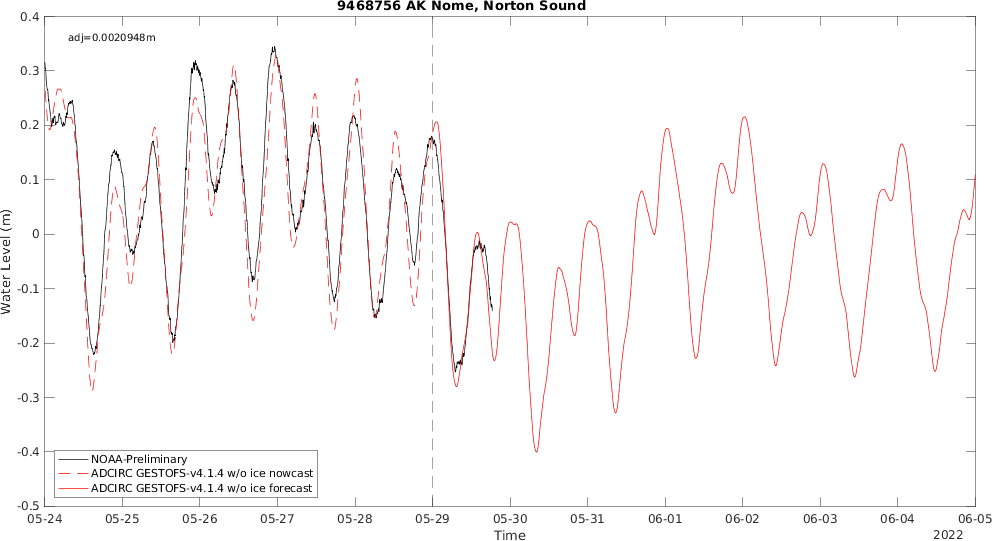 9468756 AK Nome, Norton Sound
adj=0.0020948m
0.4
0.3
0.2
0.1
0
-0.1
-0.2
-0.3
-0.4
-0.5
Water Level (m)
NOAA-Preliminary
ADCIRC GESTOFS-v4.1.4 w/o ice nowcast
ADCIRC GESTOFS-v4.1.4 w/o ice forecast
05-24 05-25 05-26 05-27 05-28 05-29 05-30 05-31 06-01 06-02 06-03 06-04 06-05
Time
2022